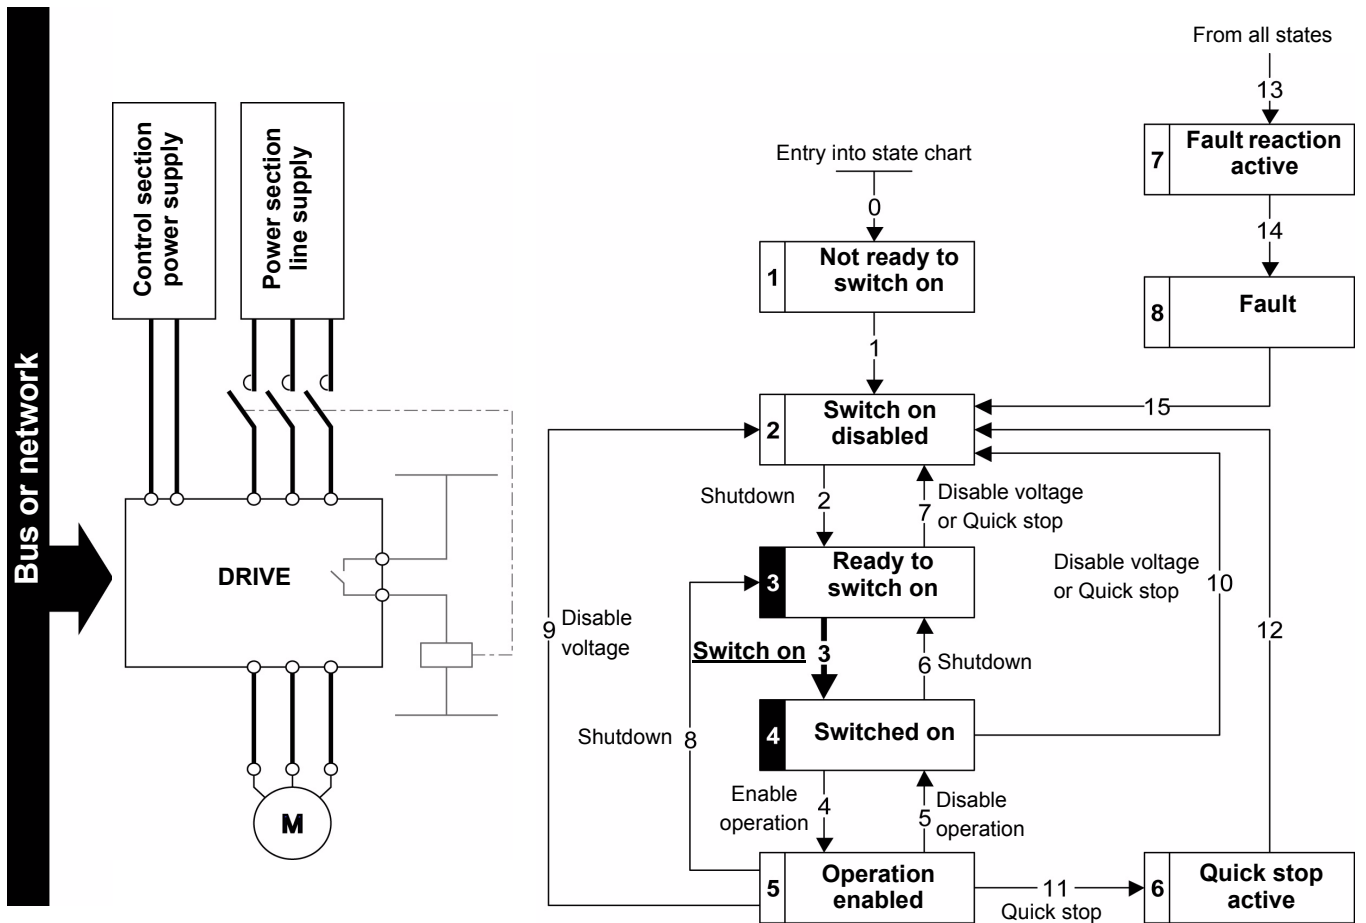 Bus or network
Control section
power supply
Power section
line supply
DRIVE
M
From all states
13
7
Fault reaction
active
14
8
Fault
15
Entry into state chart
0
1
Not ready to
switch on
1
2
Switch on
disabled
Shutdown
2
7
Disable voltage
or Quick stop
3
Ready to
switch on
Disable voltage
or Quick stop
10
12
9
Disable
voltage
Switch on
3
6
Shutdown
Shutdown
8
4
Switched on
Enable
operation
4
5
Disable
operation
5
Operation
enabled
11
Quick stop
6
Quick stop
active